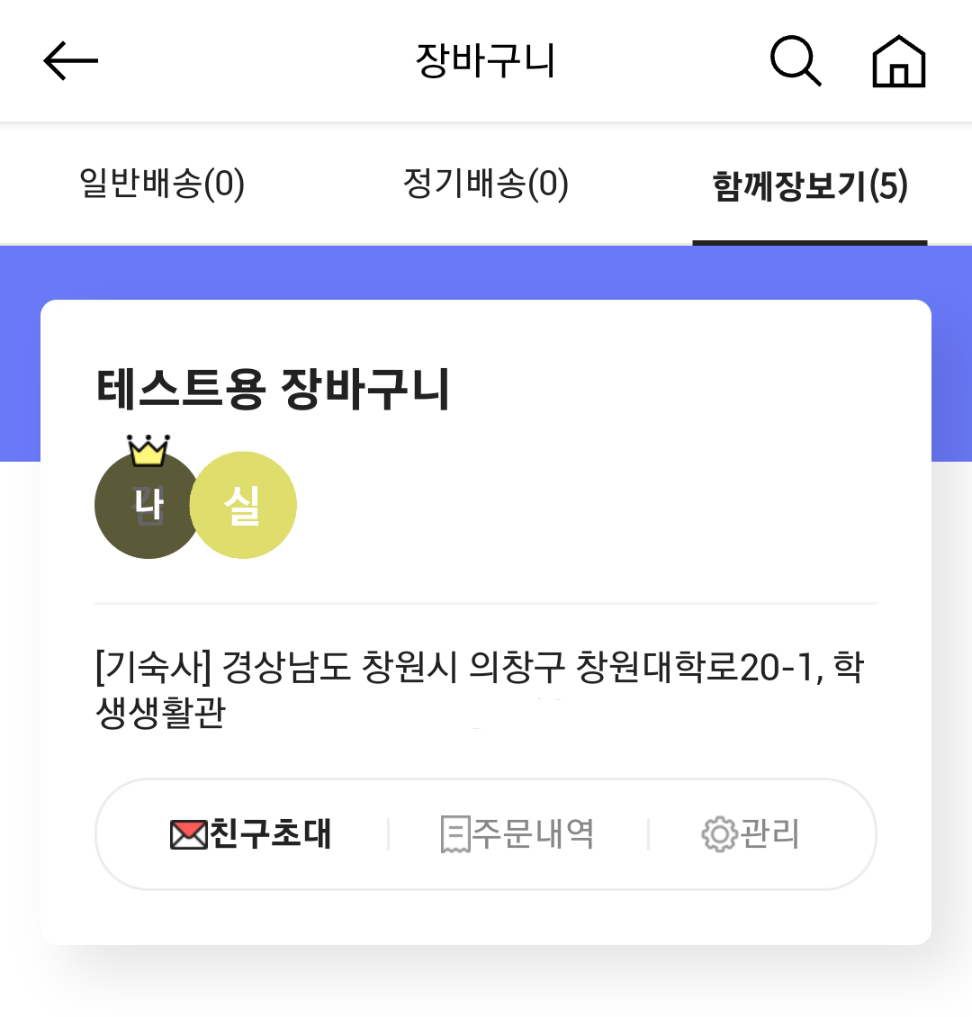 장바구니
일반배송(0) 정기배송(0) 함께장보기(5)
테스트용 장바구니
나 실
[기숙사] 경상남도 창원시 의창구 창원대학로20-1, 학
생생활관
친구초대 주문내역 관리